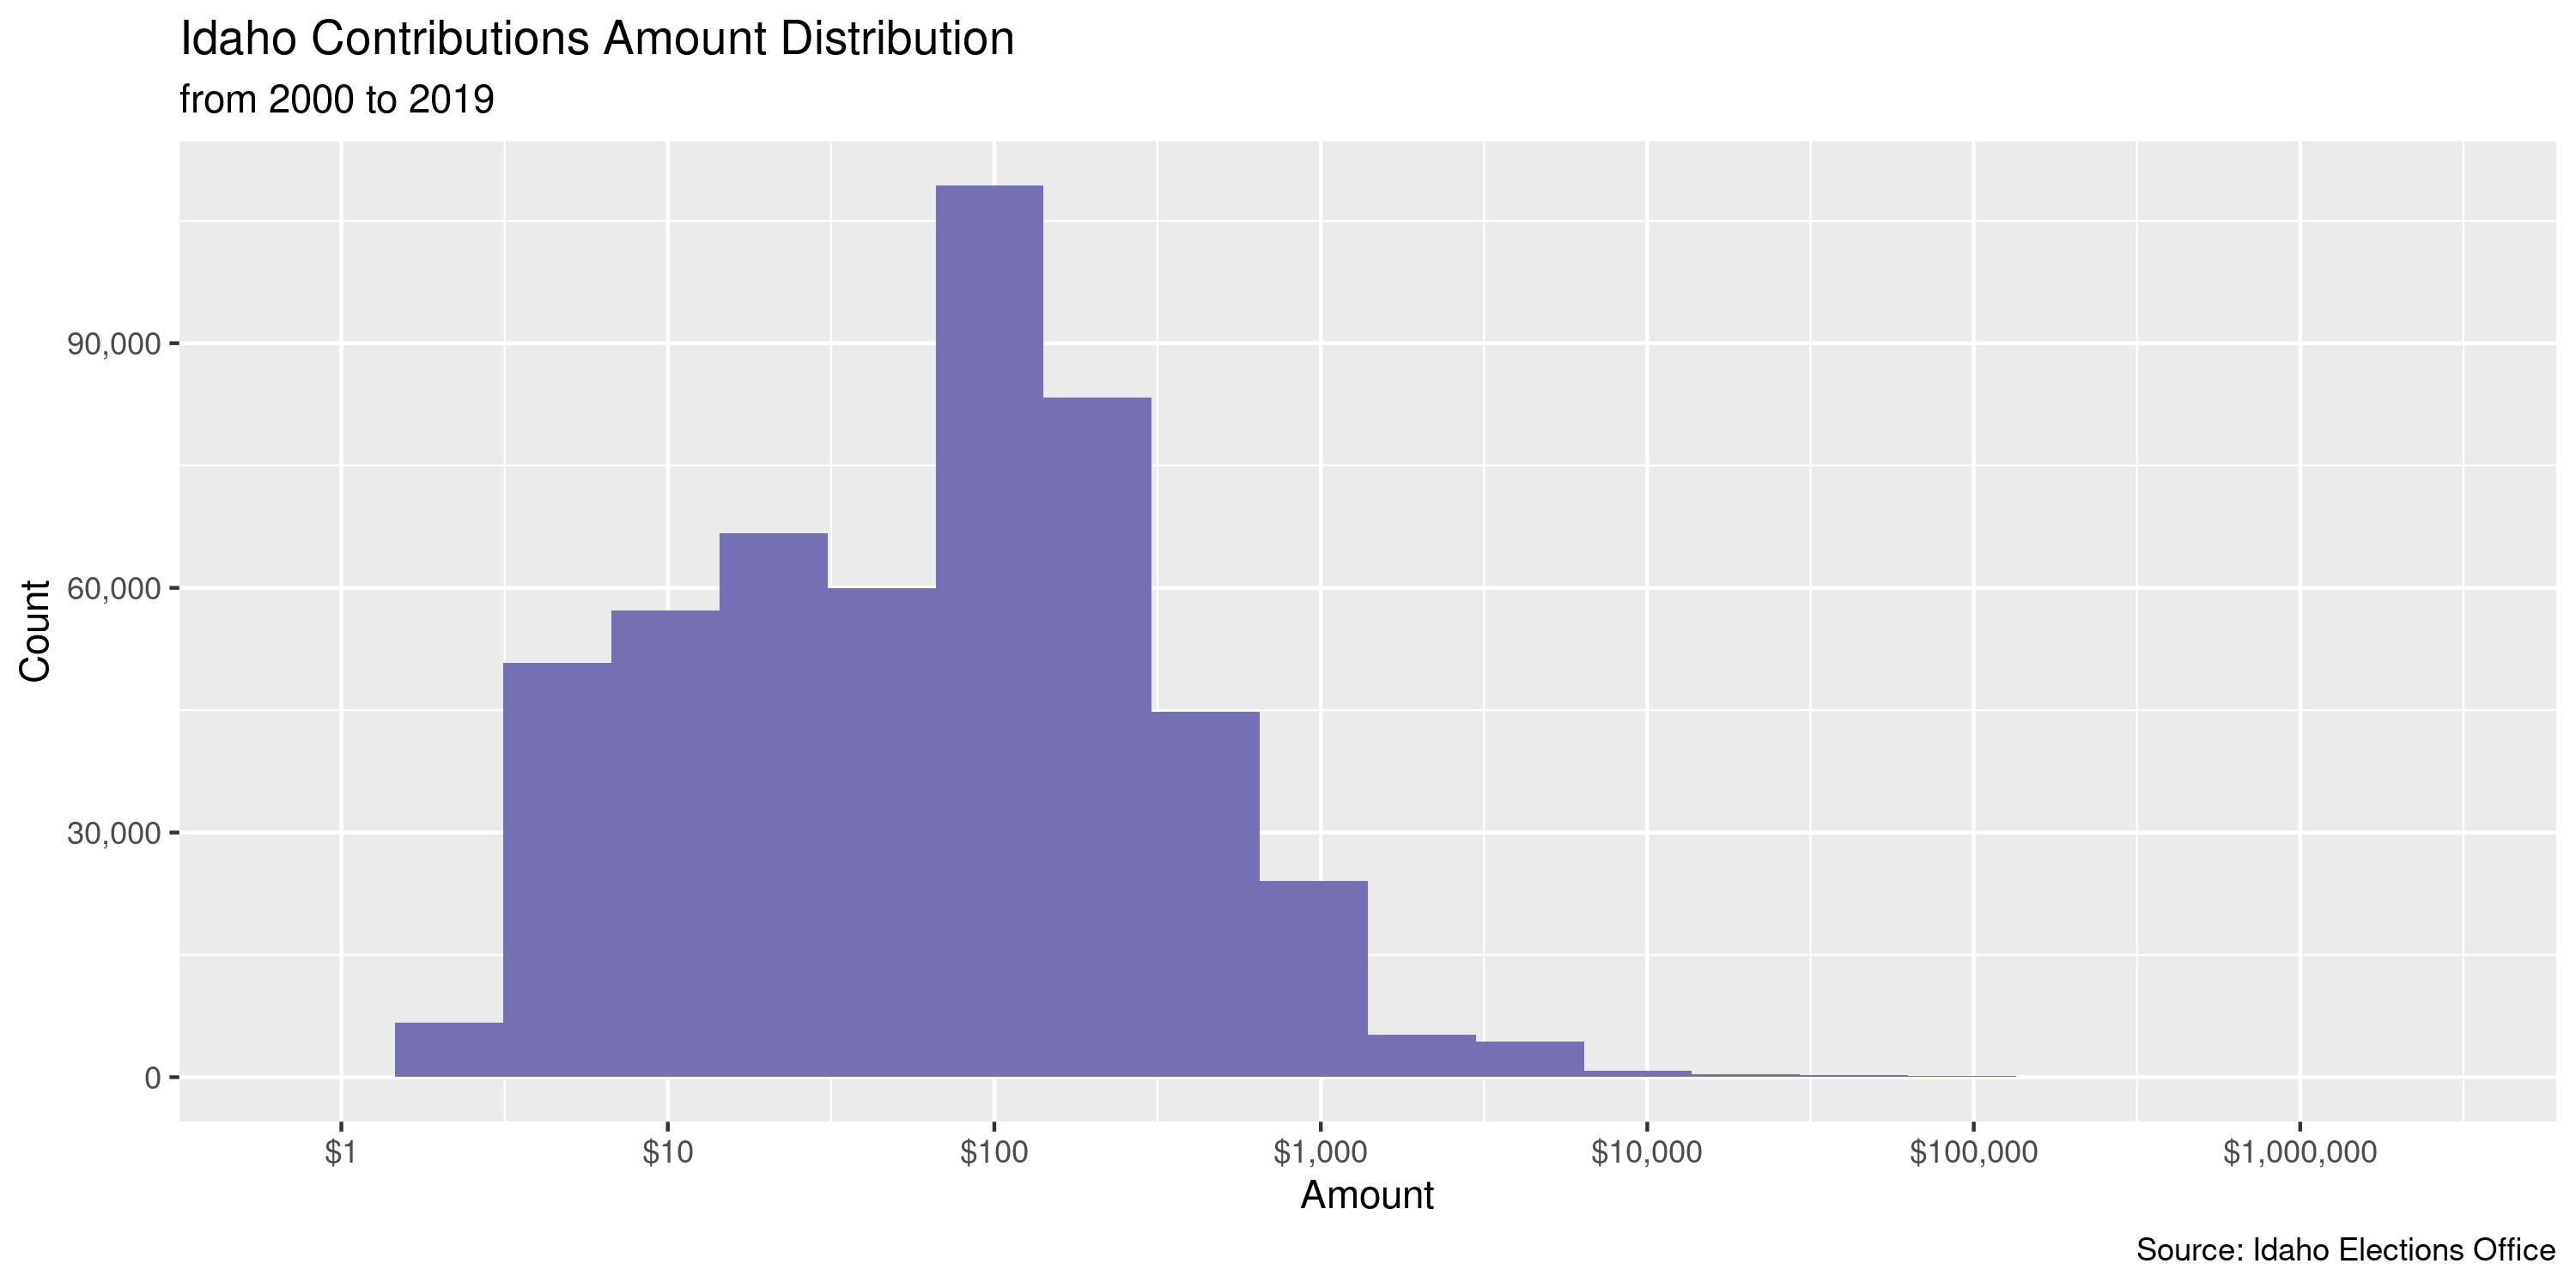 Idaho Contributions Amount Distribution
from 2000 to 2019
90,000
60,000
30,000
0
Count
$1 $10 $100 $1,000 $10,000 $100,000 $1,000,000
Amount
Source: Idaho Elections Office